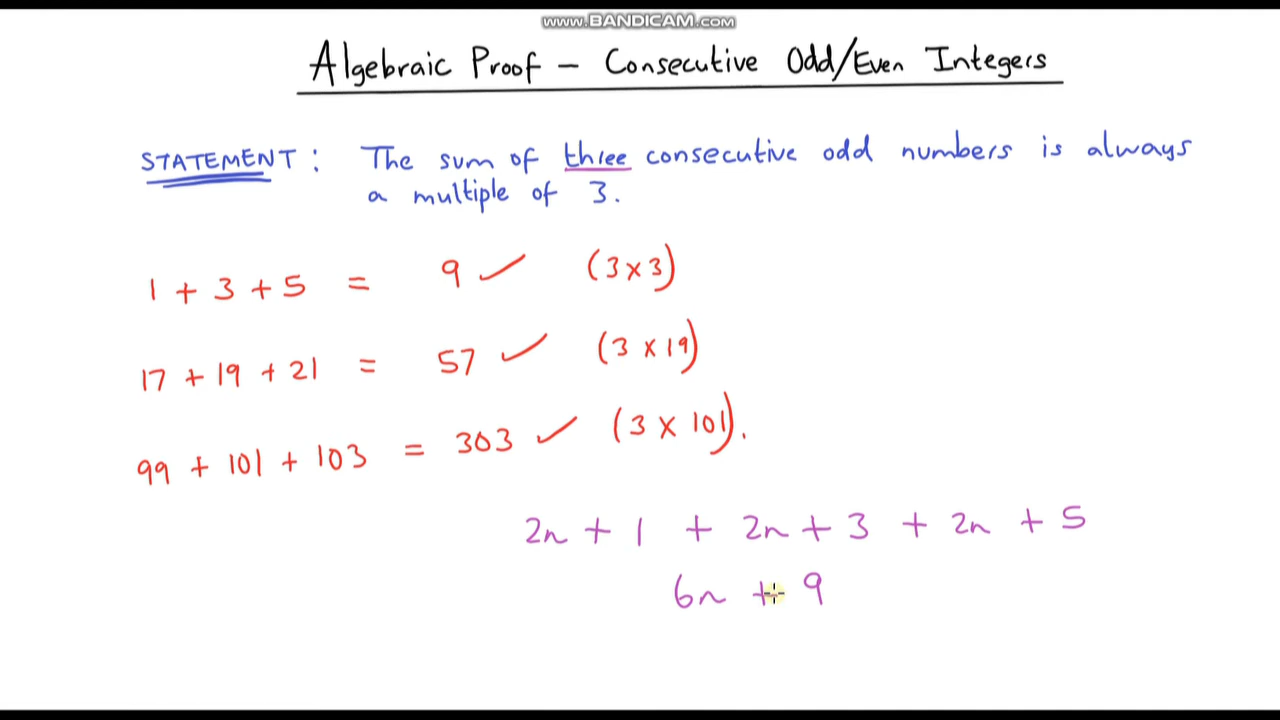 www.BANDICAM.com
Algebraic Proof – Consecutive Odd/Even Integers
STATEMENT : The sum of three consecutive odd numbers is always
a multiple of 3.
1 + 3 + 5 = 9 ✓ (3 × 3)
17 + 19 + 21 = 57 ✓ (3 × 19)
99 + 101 + 103 = 303 ✓ (3 × 101).
2n + 1 + 2n + 3 + 2n + 5
6n + 9